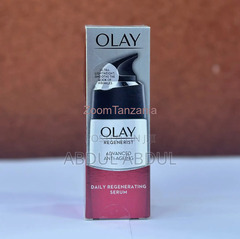 OLAY
ZoomTanzania
OLAY
REGENERIST
ABDUL ABDUL
ADVANCED
ANTI-AGEING
DAILY REGENERATING
SERUM